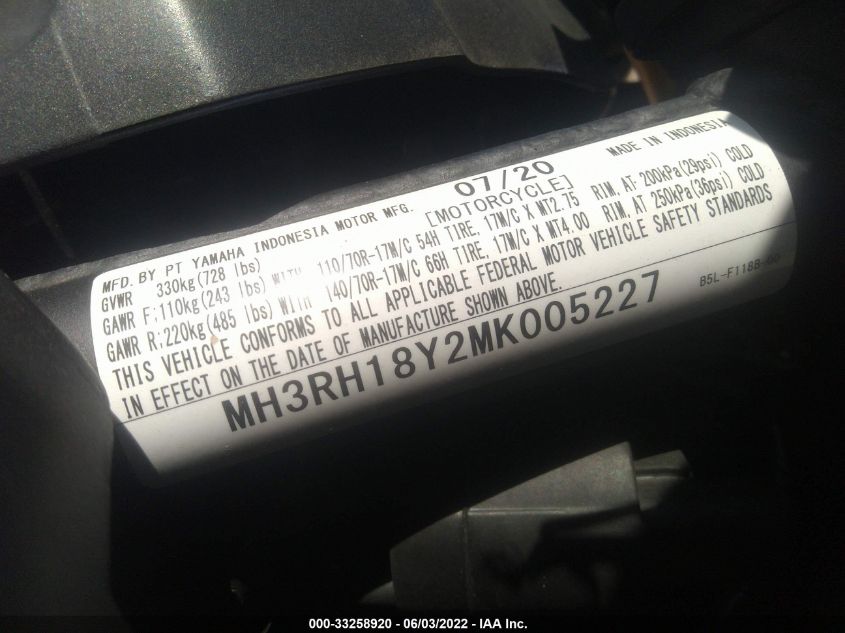 MFD. BY PT YAMAHA INDONESIA MOTOR MFG. 07/20 MADE IN INDONESIA
GVWR 330kg(728 lbs) [MOTORCYCLE]
GAWR F:110kg(243 lbs) WITH 110/70R-17M/C 54H TIRE, 17M/C X MT2.75 RIM, AT 200kPa(29psi) COLD
GAWR R:220kg(485 lbs) WITH 140/70R-17M/C 66H TIRE, 17M/C X MT4.00 RIM, AT 250kPa(36psi) COLD
THIS VEHICLE CONFORMS TO ALL APPLICABLE FEDERAL MOTOR VEHICLE SAFETY STANDARDS
IN EFFECT ON THE DATE OF MANUFACTURE SHOWN ABOVE.
MH3RH18Y2MK005227 B5L-F118B-00
000-33258920 - 06/03/2022 - IAA Inc.